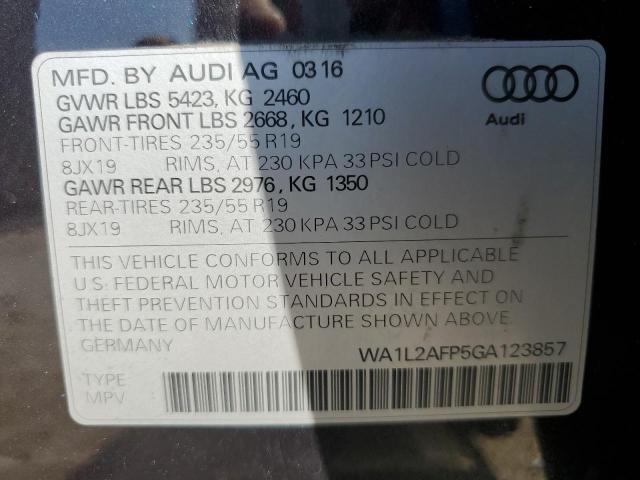 MFD. BY AUDI AG 0316
GVWR LBS 5423, KG 2460
GAWR FRONT LBS 2668, KG 1210
FRONT-TIRES 235/55 R19
8JX19 RIMS, AT 230 KPA 33 PSI COLD
GAWR REAR LBS 2976, KG 1350
REAR-TIRES 235/55 R19
8JX19 RIMS, AT 230 KPA 33 PSI COLD
Audi
THIS VEHICLE CONFORMS TO ALL APPLICABLE
U.S. FEDERAL MOTOR VEHICLE SAFETY AND
THEFT PREVENTION STANDARDS IN EFFECT ON
THE DATE OF MANUFACTURE SHOWN ABOVE
GERMANY WA1L2AFP5GA123857
TYPE
MPV